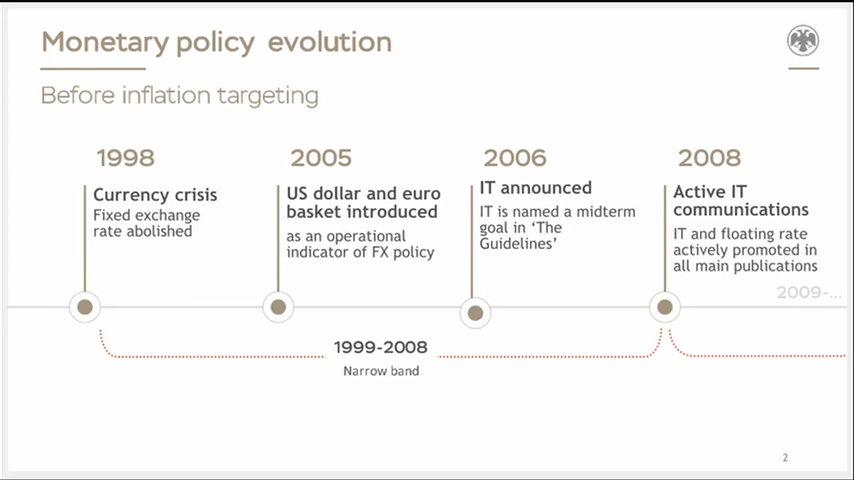 Monetary policy evolution
Before inflation targeting
1998
Currency crisis
Fixed exchange
rate abolished
2005
US dollar and euro
basket introduced
as an operational
indicator of FX policy
2006
IT announced
IT is named a midterm
goal in ‘The
Guidelines’
2008
Active IT
communications
IT and floating rate
actively promoted in
all main publications
2009-...
1999-2008
Narrow band
2